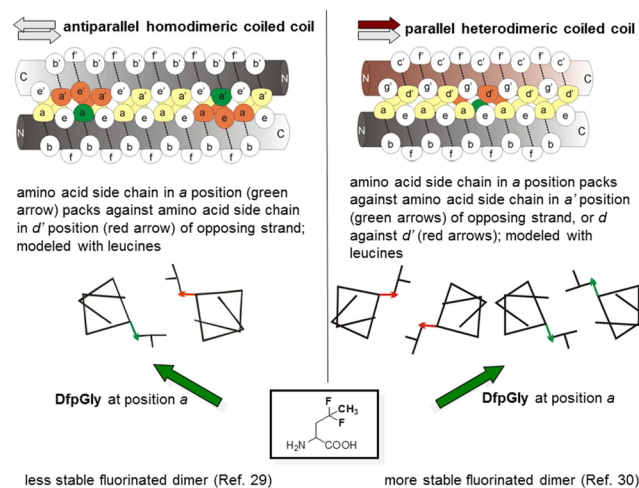 antiparallel homodimeric coiled coil
b' f' b' f' b' f' b' f' b'
C N
e' a' e' a' e' a' e' a' e'
a e a e a e a e
N C
b f b f b f b f b
amino acid side chain in a position (green
arrow) packs against amino acid side chain
in d' position (red arrow) of opposing strand;
modeled with leucines
DfpGly at position a
less stable fluorinated dimer (Ref. 29)
parallel heterodimeric coiled coil
c' f' c' f' c' f' c' f' c'
N C
g' d' g' d' g' d' g' d' g'
a e a e a e a e
N C
b f b f b f b f b
amino acid side chain in a position packs
against amino acid side chain in a' position
(green arrows) of opposing strand, or d
against d' (red arrows); modeled with
leucines
DfpGly at position a
more stable fluorinated dimer (Ref. 30)
F
CH3
F
H2N COOH